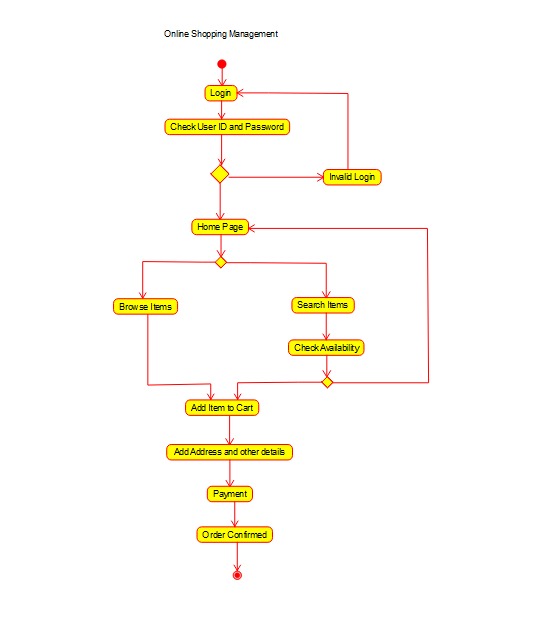 Online Shopping Management
Login
Check User ID and Password
Invalid Login
Home Page
Browse Items
Search Items
Check Availability
Add Item to Cart
Add Address and other details
Payment
Order Confirmed